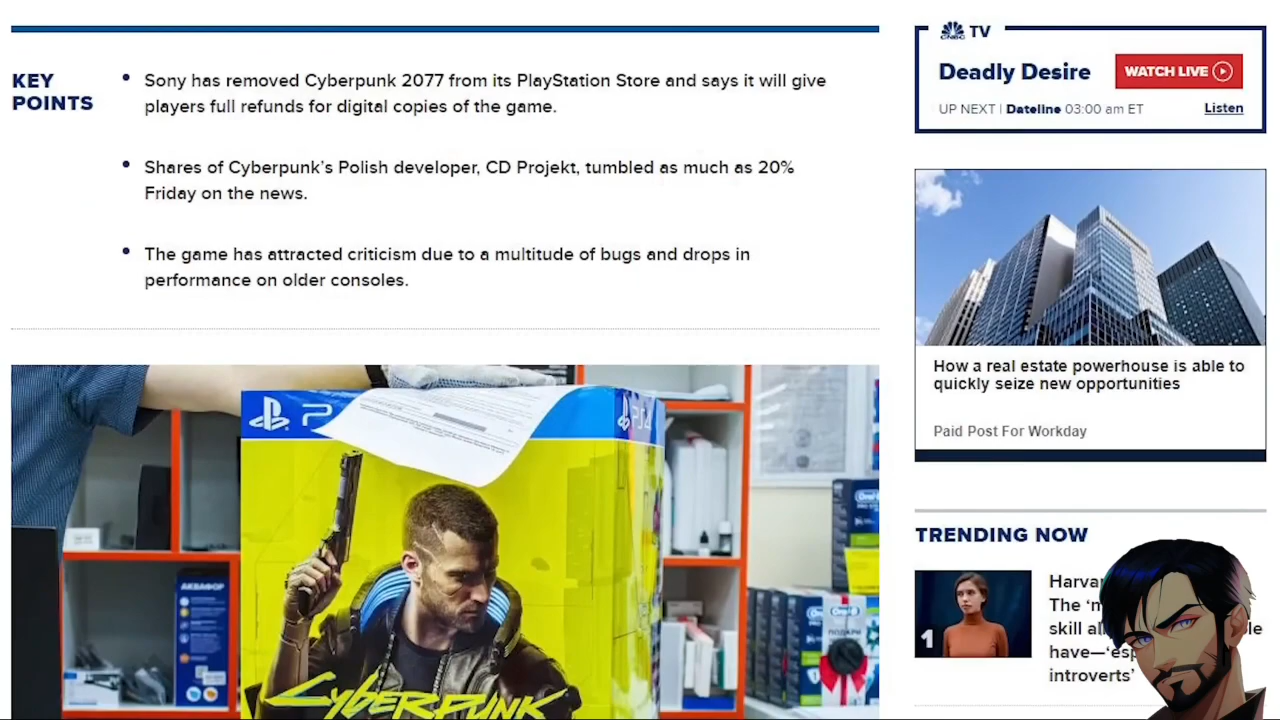 KEY
POINTS
Sony has removed Cyberpunk 2077 from its PlayStation Store and says it will give
players full refunds for digital copies of the game.
Shares of Cyberpunk’s Polish developer, CD Projekt, tumbled as much as 20%
Friday on the news.
The game has attracted criticism due to a multitude of bugs and drops in
performance on older consoles.
CNBC TV
Deadly Desire
WATCH LIVE
UP NEXT | Dateline 03:00 am ET
Listen
How a real estate powerhouse is able to
quickly seize new opportunities
Paid Post For Workday
TRENDING NOW
1
The
skill
have—
introverts’
PS4
АКВАФОР
ПОДАРКИ
CYBERPUNK